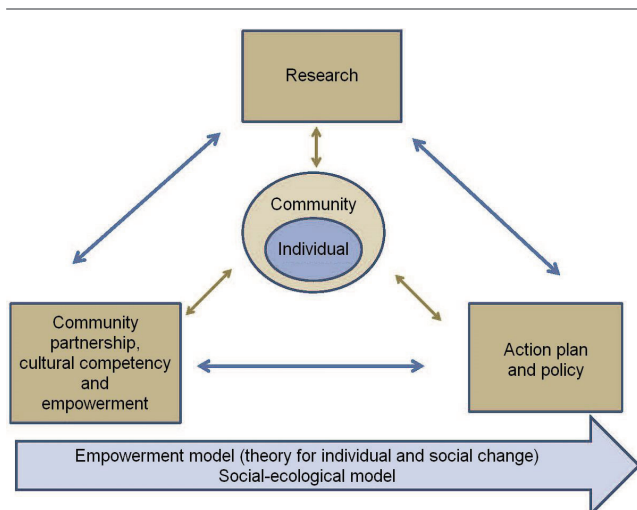 Research
Community
Individual
Community
partnership,
cultural competency
and
empowerment
Action plan
and policy
Empowerment model (theory for individual and social change)
Social-ecological model